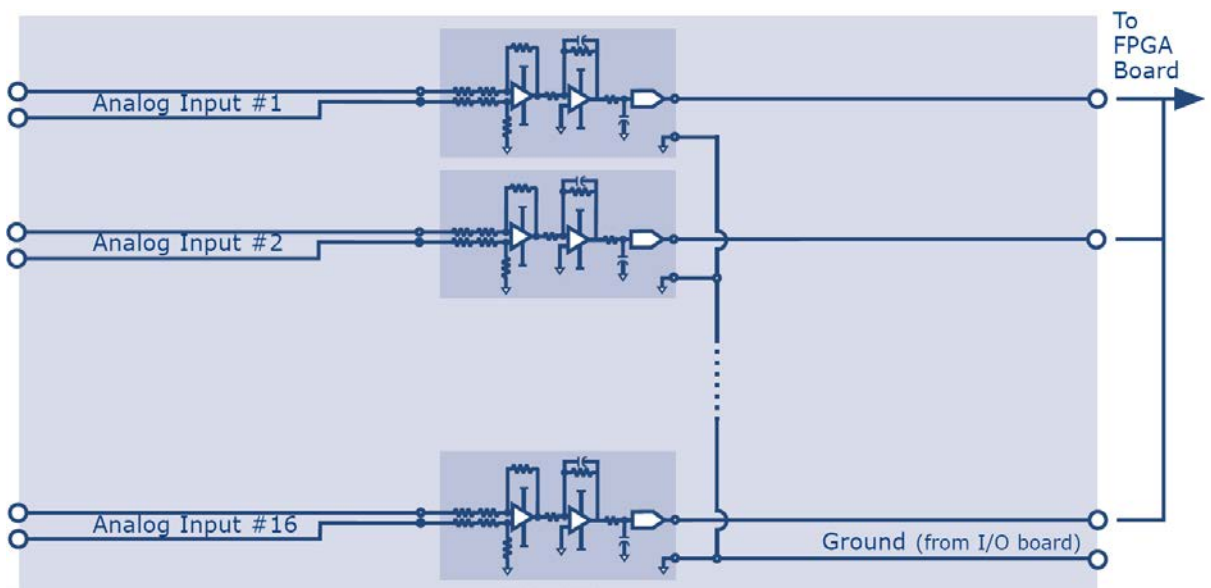 To
FPGA
Board
Analog Input #1
Analog Input #2
Analog Input #16
Ground (from I/O board)